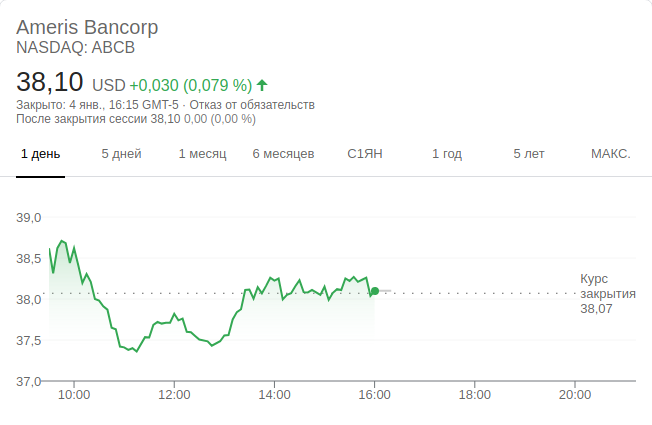 Ameris Bancorp
NASDAQ: ABCB
38,10 USD +0,030 (0,079 %)
Закрыто: 4 янв., 16:15 GMT-5 · Отказ от обязательств
После закрытия сессии 38,10 0,00 (0,00 %)
1 день 5 дней 1 месяц 6 месяцев С1ЯН 1 год 5 лет МАКС.
39,0
38,5
38,0
37,5
37,0
Курс
закрытия
38,07
10:00 12:00 14:00 16:00 18:00 20:00